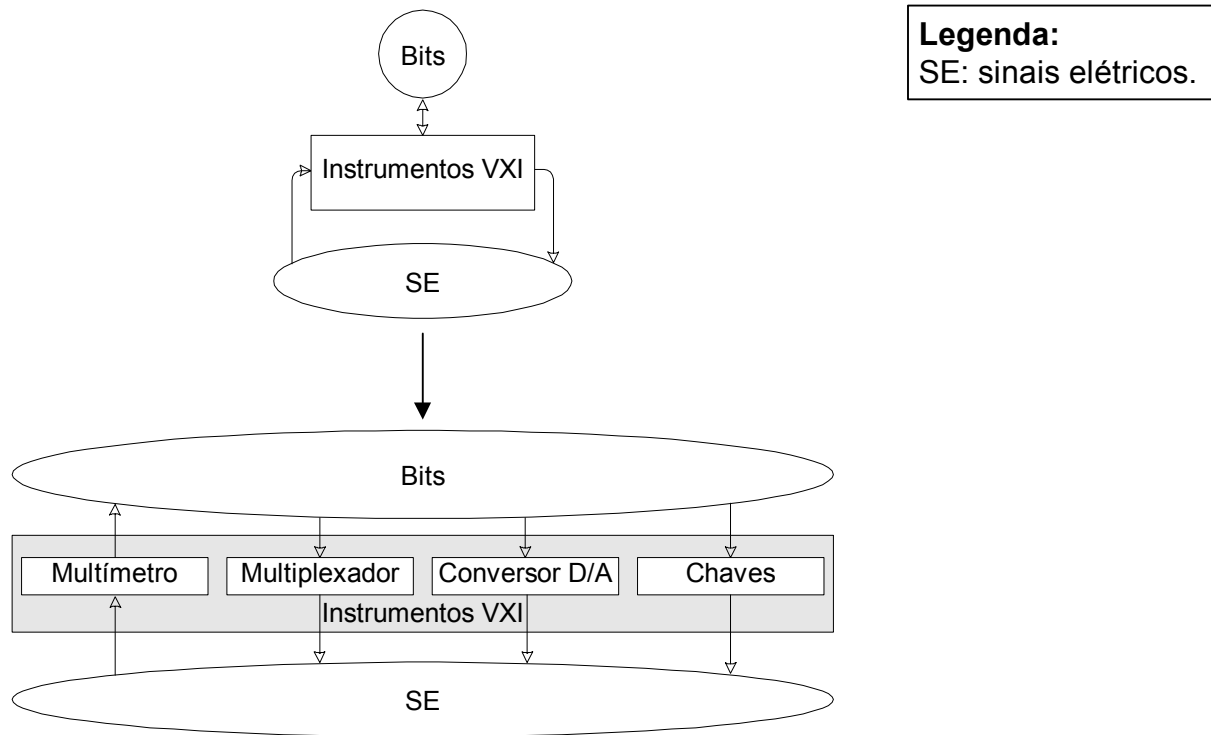 Bits
Legenda:
SE: sinais elétricos.
Instrumentos VXI
SE
Bits
Multímetro
Multiplexador
Conversor D/A
Chaves
Instrumentos VXI
SE